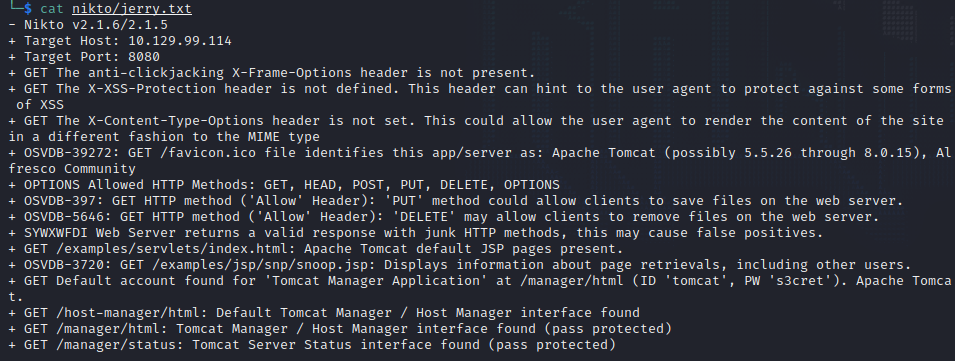 └─$ cat nikto/jerry.txt
- Nikto v2.1.6/2.1.5
+ Target Host: 10.129.99.114
+ Target Port: 8080
+ GET The anti-clickjacking X-Frame-Options header is not present.
+ GET The X-XSS-Protection header is not defined. This header can hint to the user agent to protect against some forms
 of XSS
+ GET The X-Content-Type-Options header is not set. This could allow the user agent to render the content of the site
in a different fashion to the MIME type
+ OSVDB-39272: GET /favicon.ico file identifies this app/server as: Apache Tomcat (possibly 5.5.26 through 8.0.15), Al
fresco Community
+ OPTIONS Allowed HTTP Methods: GET, HEAD, POST, PUT, DELETE, OPTIONS
+ OSVDB-397: GET HTTP method ('Allow' Header): 'PUT' method could allow clients to save files on the web server.
+ OSVDB-5646: GET HTTP method ('Allow' Header): 'DELETE' may allow clients to remove files on the web server.
+ SYWXWFDI Web Server returns a valid response with junk HTTP methods, this may cause false positives.
+ GET /examples/servlets/index.html: Apache Tomcat default JSP pages present.
+ OSVDB-3720: GET /examples/jsp/snp/snoop.jsp: Displays information about page retrievals, including other users.
+ GET Default account found for 'Tomcat Manager Application' at /manager/html (ID 'tomcat', PW 's3cret'). Apache Tomca
t.
+ GET /host-manager/html: Default Tomcat Manager / Host Manager interface found
+ GET /manager/html: Tomcat Manager / Host Manager interface found (pass protected)
+ GET /manager/status: Tomcat Server Status interface found (pass protected)